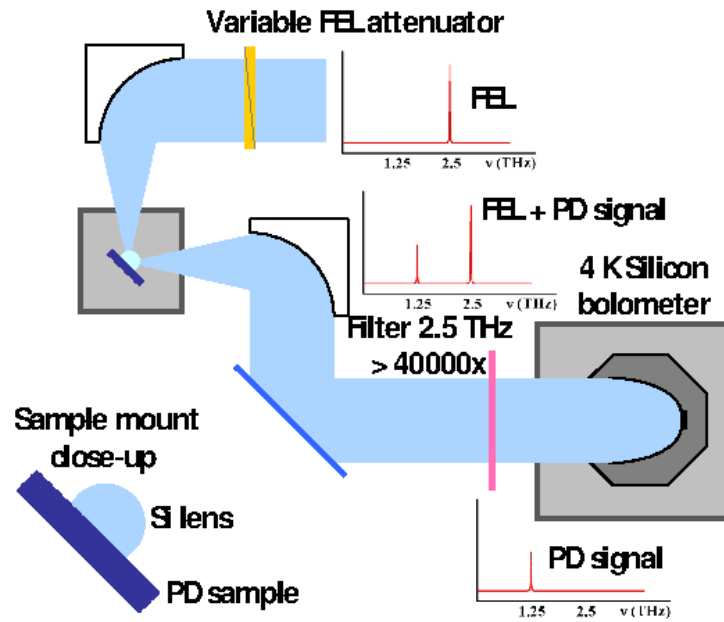 Variable FEL attenuator
FEL
1.25 2.5 ν (THz)
FEL + PD signal
1.25 2.5 ν (THz)
4 K Silicon
bolometer
Filter 2.5 THz
> 40000x
Sample mount
close-up
Si lens
PD sample
PD signal
1.25 2.5 ν (THz)